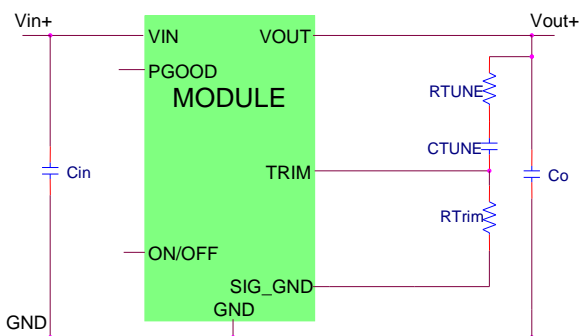 Vin+
Vout+
VIN
VOUT
PGOOD
MODULE
RTUNE
CTUNE
Cin
TRIM
Co
RTrim
ON/OFF
SIG_GND
GND
GND